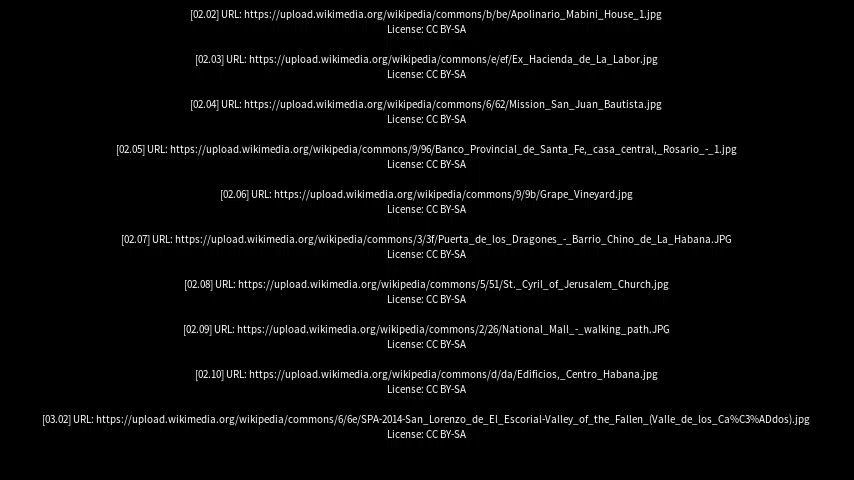 [02.02] URL: https://upload.wikimedia.org/wikipedia/commons/b/be/Apolinario_Mabini_House_1.jpg
License: CC BY-SA
[02.03] URL: https://upload.wikimedia.org/wikipedia/commons/e/ef/Ex_Hacienda_de_La_Labor.jpg
License: CC BY-SA
[02.04] URL: https://upload.wikimedia.org/wikipedia/commons/6/62/Mission_San_Juan_Bautista.jpg
License: CC BY-SA
[02.05] URL: https://upload.wikimedia.org/wikipedia/commons/9/96/Banco_Provincial_de_Santa_Fe,_casa_central,_Rosario_-_1.jpg
License: CC BY-SA
[02.06] URL: https://upload.wikimedia.org/wikipedia/commons/9/9b/Grape_Vineyard.jpg
License: CC BY-SA
[02.07] URL: https://upload.wikimedia.org/wikipedia/commons/3/3f/Puerta_de_los_Dragones_-_Barrio_Chino_de_La_Habana.JPG
License: CC BY-SA
[02.08] URL: https://upload.wikimedia.org/wikipedia/commons/5/51/St._Cyril_of_Jerusalem_Church.jpg
License: CC BY-SA
[02.09] URL: https://upload.wikimedia.org/wikipedia/commons/2/26/National_Mall_-_walking_path.JPG
License: CC BY-SA
[02.10] URL: https://upload.wikimedia.org/wikipedia/commons/d/da/Edificios,_Centro_Habana.jpg
License: CC BY-SA
[03.02] URL: https://upload.wikimedia.org/wikipedia/commons/6/6e/SPA-2014-San_Lorenzo_de_El_Escorial-Valley_of_the_Fallen_(Valle_de_los_Ca%C3%ADdos).jpg
License: CC BY-SA